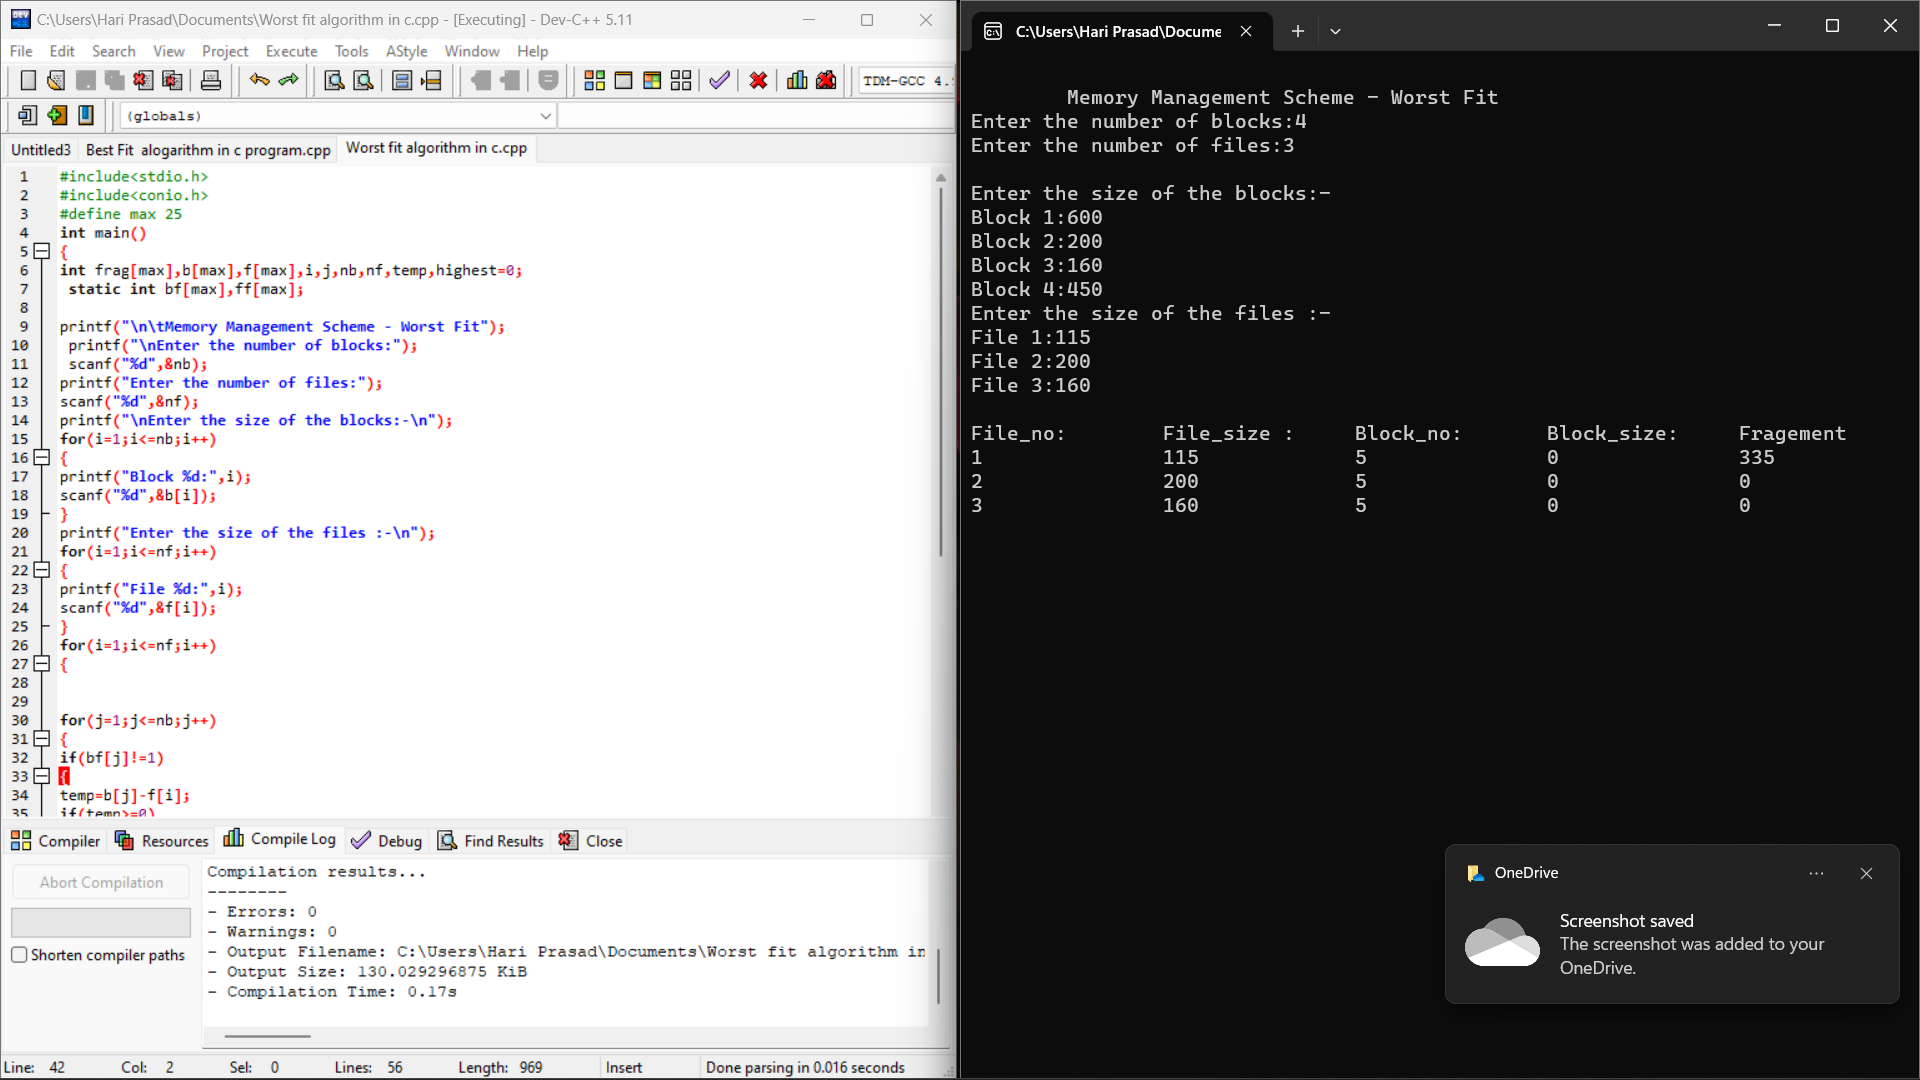 C:\Users\Hari Prasad\Documents\Worst fit algorithm in c.cpp - [Executing] - Dev-C++ 5.11
File Edit Search View Project Execute Tools AStyle Window Help
TDM-GCC 4.
(globals)
Untitled3 Best Fit alogarithm in c program.cpp Worst fit algorithm in c.cpp
1 #include<stdio.h>
2 #include<conio.h>
3 #define max 25
4 int main()
5 {
6 int frag[max],b[max],f[max],i,j,nb,nf,temp,highest=0;
7 static int bf[max],ff[max];
8
9 printf("\n\tMemory Management Scheme - Worst Fit");
10 printf("\nEnter the number of blocks:");
11 scanf("%d",&nb);
12 printf("Enter the number of files:");
13 scanf("%d",&nf);
14 printf("\nEnter the size of the blocks:-\n");
15 for(i=1;i<=nb;i++)
16 {
17 printf("Block %d:",i);
18 scanf("%d",&b[i]);
19 }
20 printf("Enter the size of the files :-\n");
21 for(i=1;i<=nf;i++)
22 {
23 printf("File %d:",i);
24 scanf("%d",&f[i]);
25 }
26 for(i=1;i<=nf;i++)
27 {
28
29
30 for(j=1;j<=nb;j++)
31 {
32 if(bf[j]!=1)
33 {
34 temp=b[j]-f[i];
35 if(temp>=0)
Compiler Resources Compile Log Debug Find Results Close
Abort Compilation
Shorten compiler paths
Compilation results...
--------
- Errors: 0
- Warnings: 0
- Output Filename: C:\Users\Hari Prasad\Documents\Worst fit algorithm in
- Output Size: 130.029296875 KiB
- Compilation Time: 0.17s
Line: 42 Col: 2 Sel: 0 Lines: 56 Length: 969 Insert Done parsing in 0.016 seconds
C:\Users\Hari Prasad\Docume
Memory Management Scheme - Worst Fit
Enter the number of blocks:4
Enter the number of files:3
Enter the size of the blocks:-
Block 1:600
Block 2:200
Block 3:160
Block 4:450
Enter the size of the files :-
File 1:115
File 2:200
File 3:160
File_no: File_size : Block_no: Block_size: Fragement
1 115 5 0 335
2 200 5 0 0
3 160 5 0 0
OneDrive
Screenshot saved
The screenshot was added to your
OneDrive.